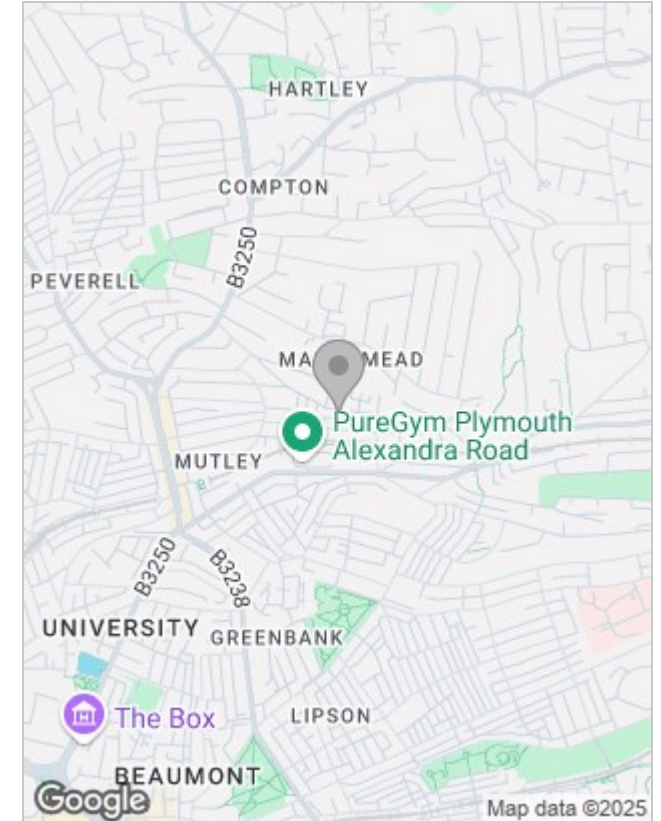 HARTLEY
COMPTON
B3250
PEVERELL
MEAD
PureGym Plymouth
Alexandra Road
MUTLEY
B3250
B3238
UNIVERSITY
GREENBANK
The Box
LIPSON
BEAUMONT
Google
Map data ©2025